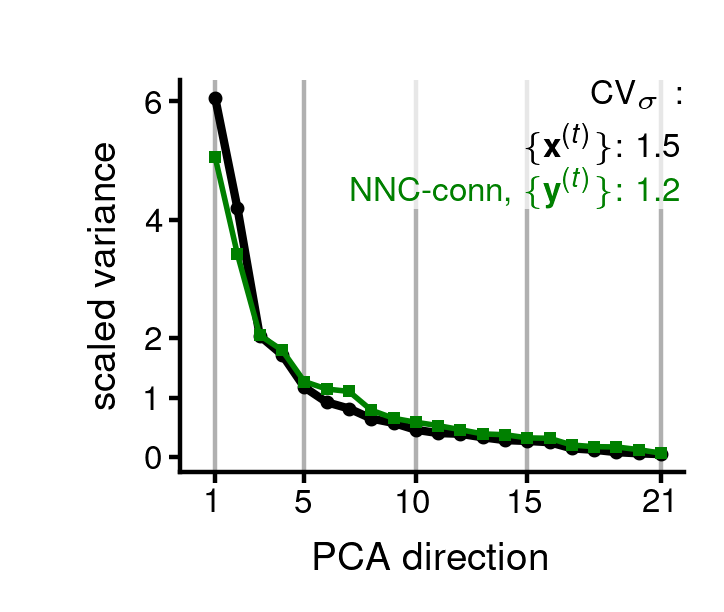 CV_σ :
{x^(t)}: 1.5
NNC-conn, {y^(t)}: 1.2
scaled variance
6
4
2
1
0
1 5 10 15 21
PCA direction